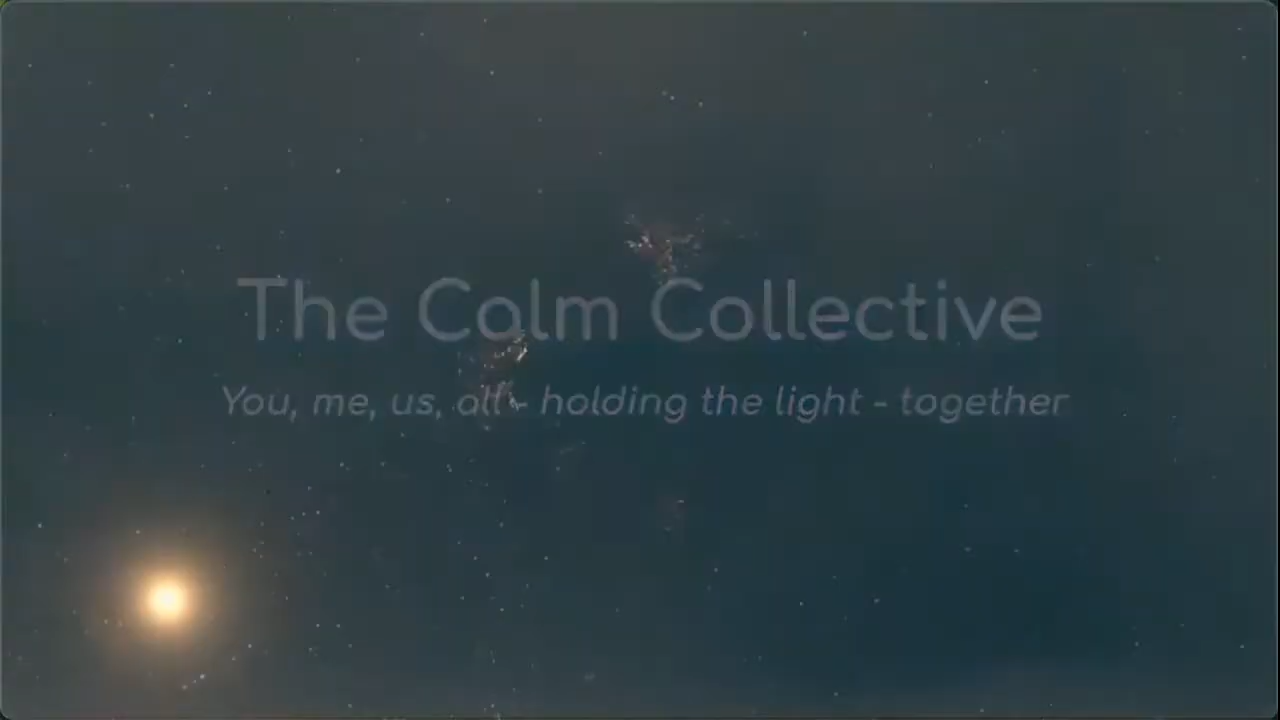 The Calm Collective
You, me, us, all - holding the light - together